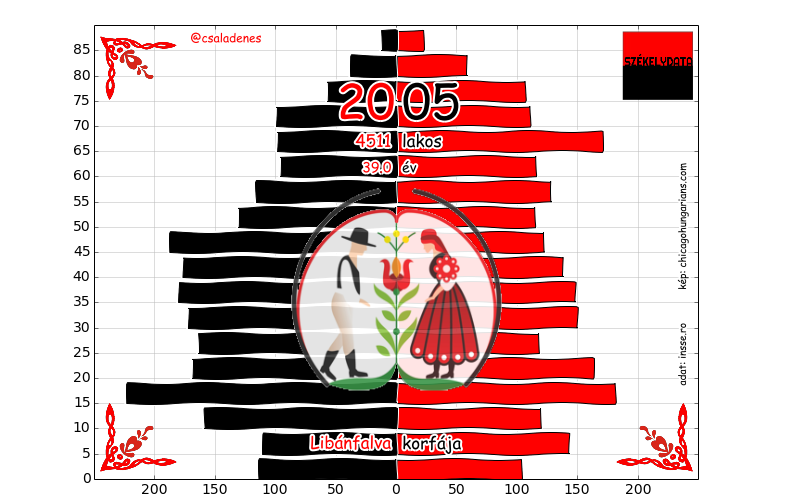 @csaladenes
SZÉKELYDATA
2005
4511 lakos
39.0 év
kép: chicagohungarians.com
adat: insse.ro
Libánfalva korfája
85
80
75
70
65
60
55
50
45
40
35
30
25
20
15
10
5
0
200 150 100 50 0 50 100 150 200